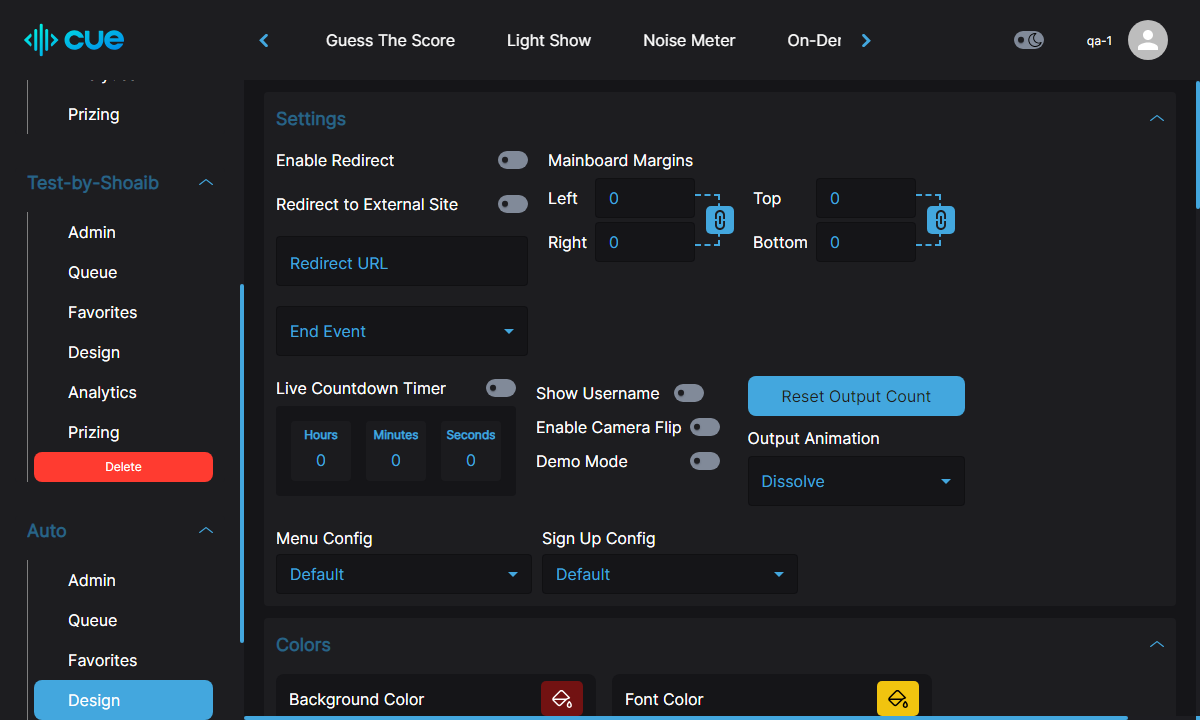 cue
Guess The Score
Light Show
Noise Meter
On-Der
qa-1
Prizing
Test-by-Shoaib
Admin
Queue
Favorites
Design
Analytics
Prizing
Delete
Auto
Admin
Queue
Favorites
Design
Settings
Enable Redirect
Redirect to External Site
Redirect URL
End Event
Mainboard Margins
Left 0
Right 0
Top 0
Bottom 0
Live Countdown Timer
Hours Minutes Seconds
0 0 0
Show Username
Enable Camera Flip
Demo Mode
Reset Output Count
Output Animation
Dissolve
Menu Config
Default
Sign Up Config
Default
Colors
Background Color
Font Color